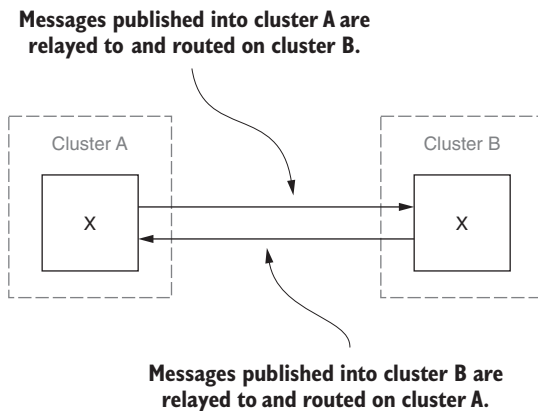 Messages published into cluster A are
relayed to and routed on cluster B.
Cluster A
Cluster B
X
X
Messages published into cluster B are
relayed to and routed on cluster A.